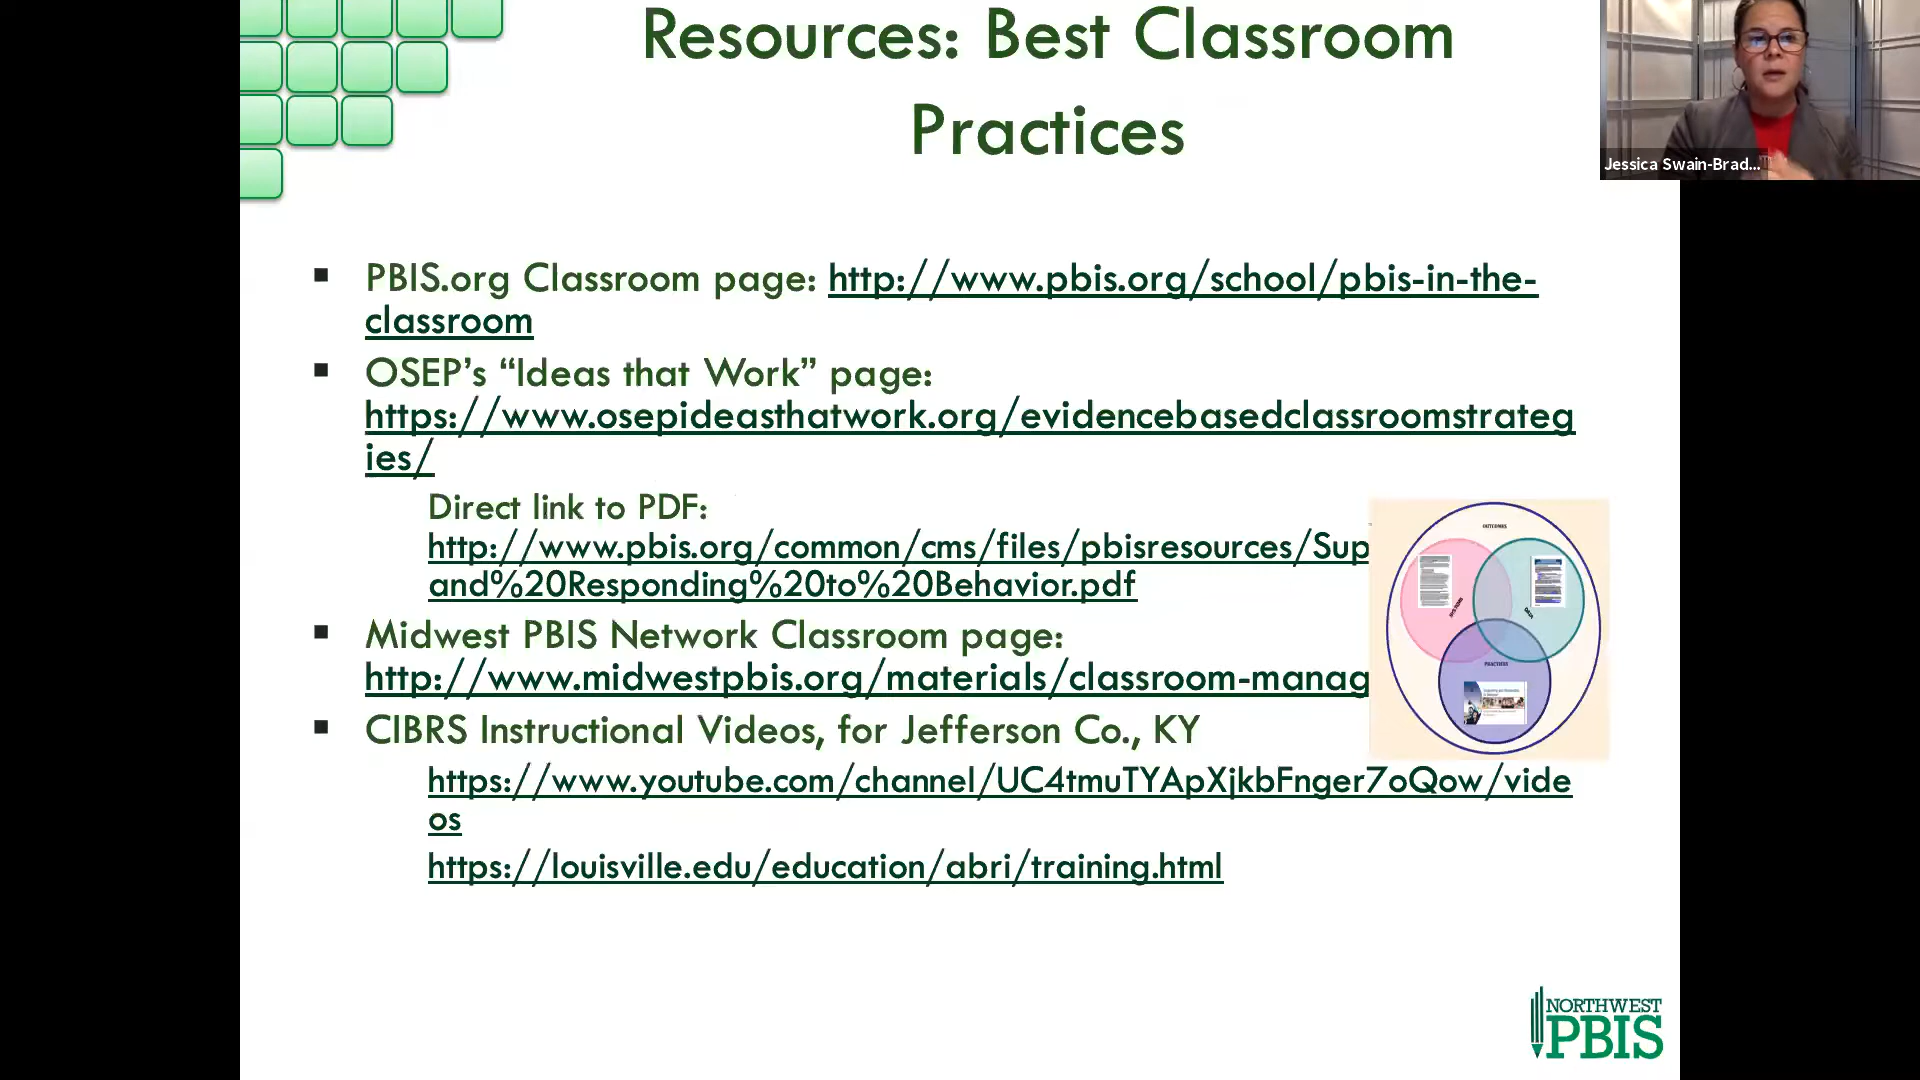 Resources: Best Classroom
Practices
Jessica Swain-Brad...
▪ PBIS.org Classroom page: http://www.pbis.org/school/pbis-in-the-
classroom
▪ OSEP’s “Ideas that Work” page:
https://www.osepideasthatwork.org/evidencebasedclassroomstrateg
ies/
Direct link to PDF:
http://www.pbis.org/common/cms/files/pbisresources/Sup
and%20Responding%20to%20Behavior.pdf
▪ Midwest PBIS Network Classroom page:
http://www.midwestpbis.org/materials/classroom-manag
▪ CIBRS Instructional Videos, for Jefferson Co., KY
https://www.youtube.com/channel/UC4tmuTYApXjkbFnger7oQow/vide
os
https://louisville.edu/education/abri/training.html
OUTCOMES
SYSTEMS
DATA
PRACTICES
NORTHWEST
PBIS